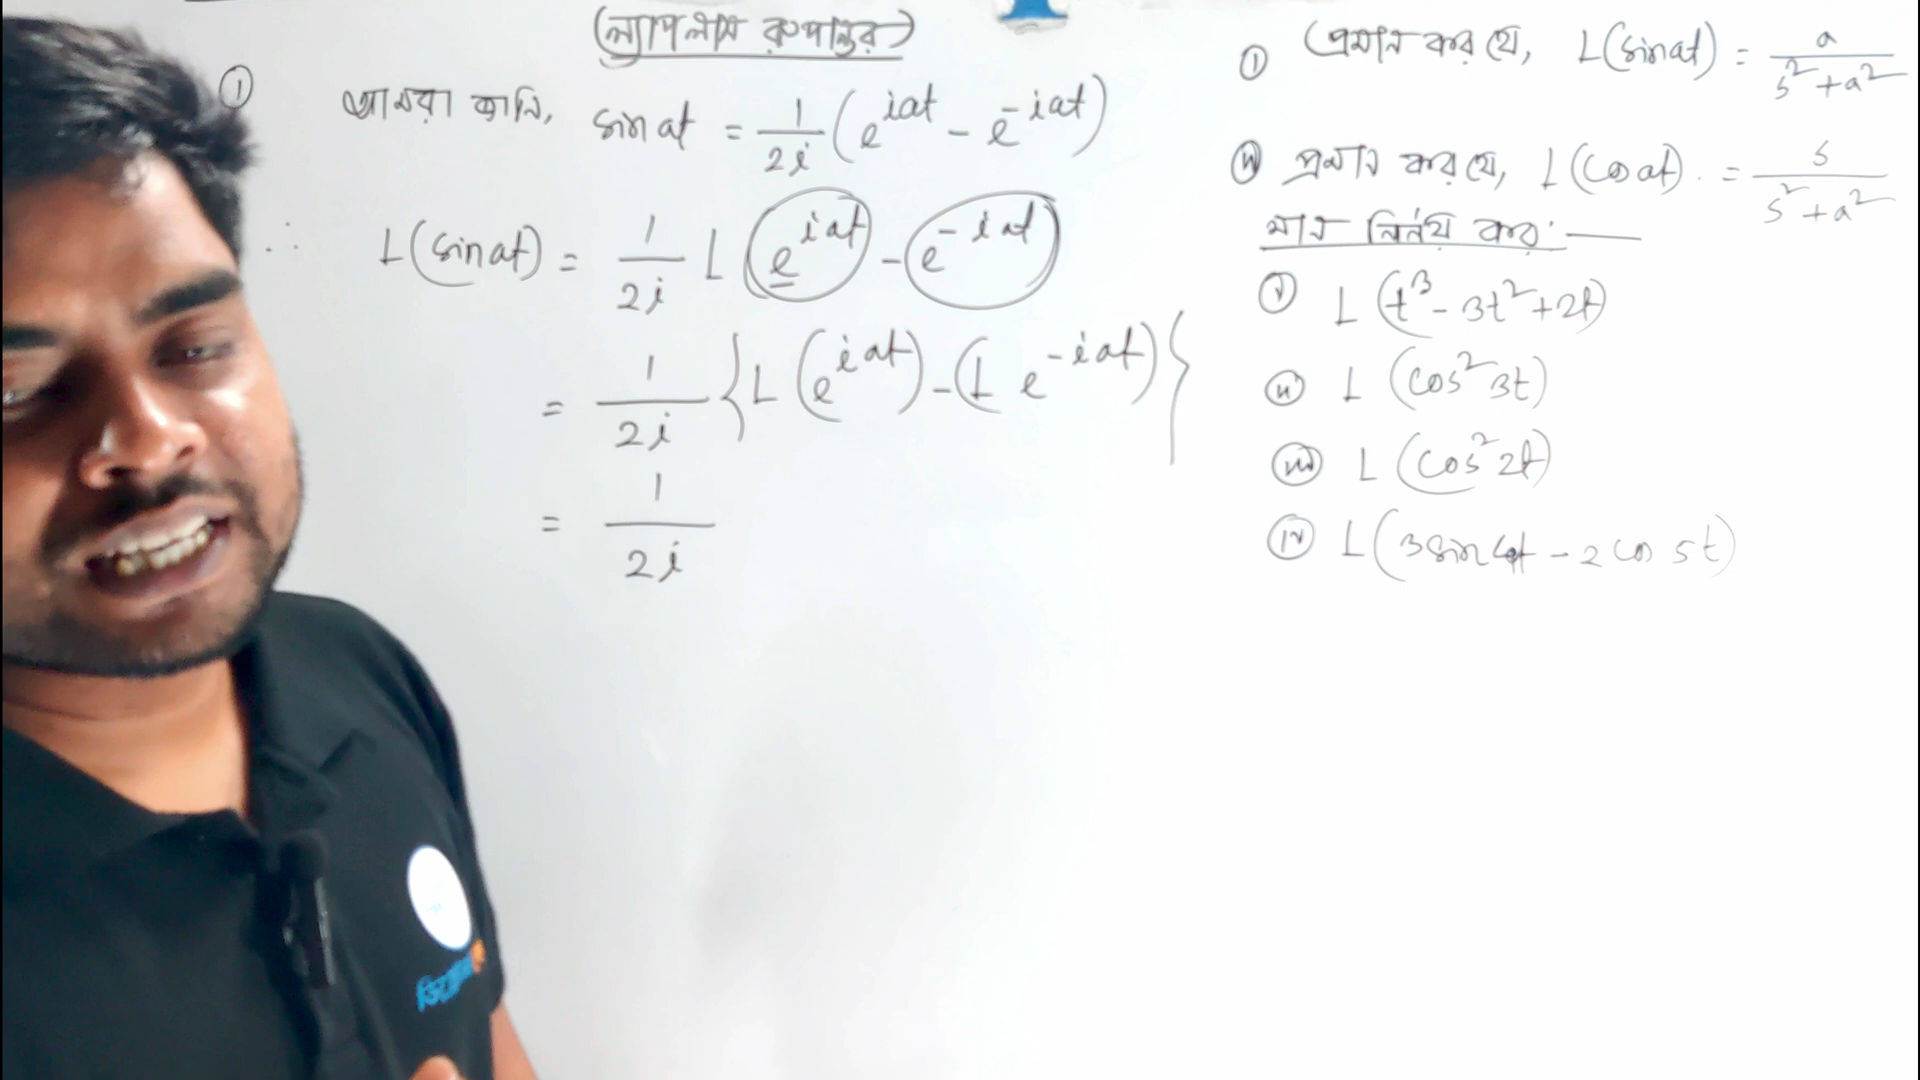 (ল্যাপলাস রুপান্তর)
① আমরা জানি, sin at = 1/2i (e^{iat} - e^{-iat})
∴ L(sin at) = 1/2i L (e^{iat} - e^{-iat})
= 1/2i {L (e^{iat}) - (L e^{-iat})}
= 1/2i
① প্রমান কর যে, L(sin at) = a/s²+a²
② প্রমান কর যে, L(cos at). = s/s²+a²
মান নির্নয় কর: —
ⓘ L (t³ - 3t² + 2t)
ⓘⓘ L (cos² 3t)
ⓘⓘⓘ L (cos² 2t)
ⓘⓥ L (3 sin 4t - 2 cos 5t)